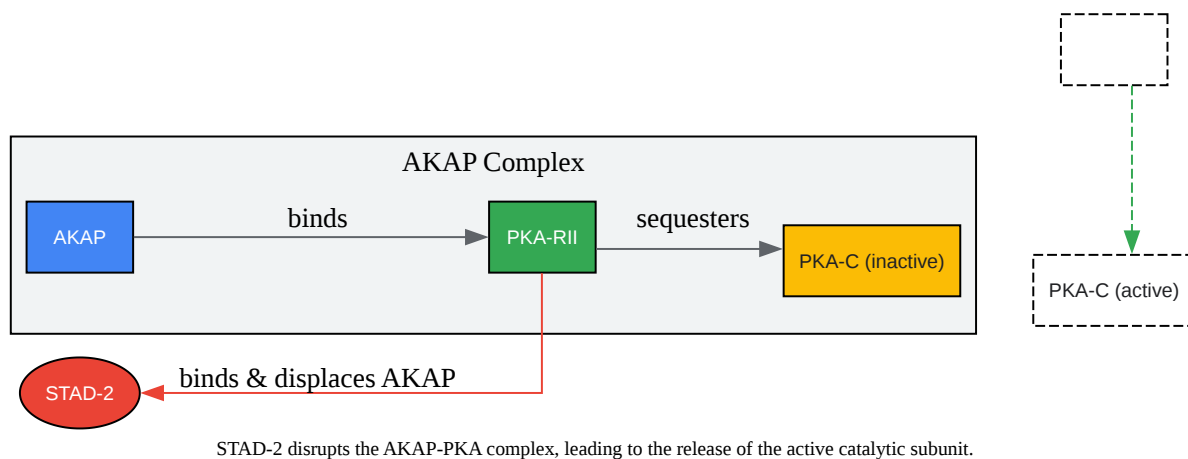 AKAP Complex
AKAP
binds
PKA-RII
sequesters
PKA-C (inactive)
PKA-C (active)
STAD-2
binds & displaces AKAP
STAD-2 disrupts the AKAP-PKA complex, leading to the release of the active catalytic subunit.